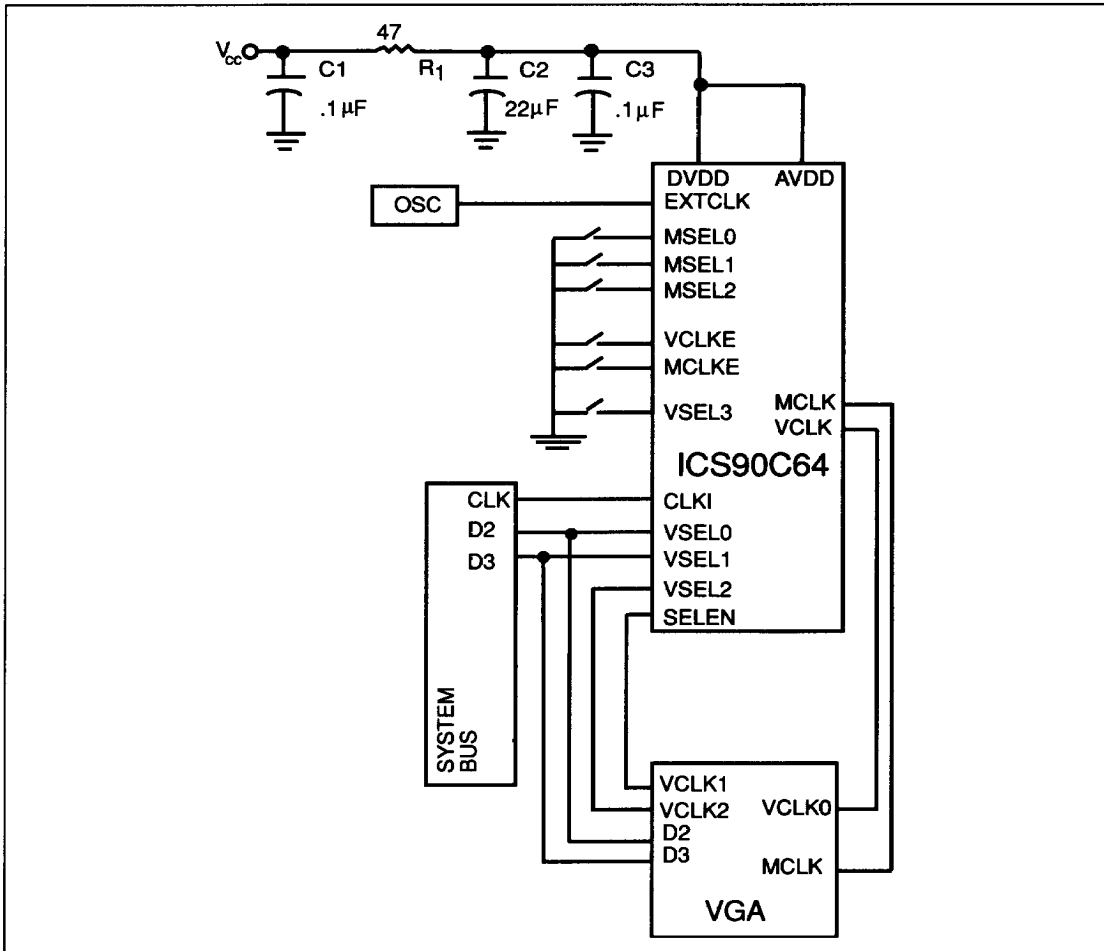 47
Vcc
C1
R1
C2
C3
.1µF
22µF
.1µF
DVDD AVDD
OSC
EXTCLK
MSEL0
MSEL1
MSEL2
VCLKE
MCLKE
VSEL3
MCLK
VCLK
ICS90C64
CLK
CLKI
D2
VSEL0
D3
VSEL1
VSEL2
SELEN
SYSTEM
BUS
VCLK1
VCLK2
VCLK0
D2
D3
MCLK
VGA